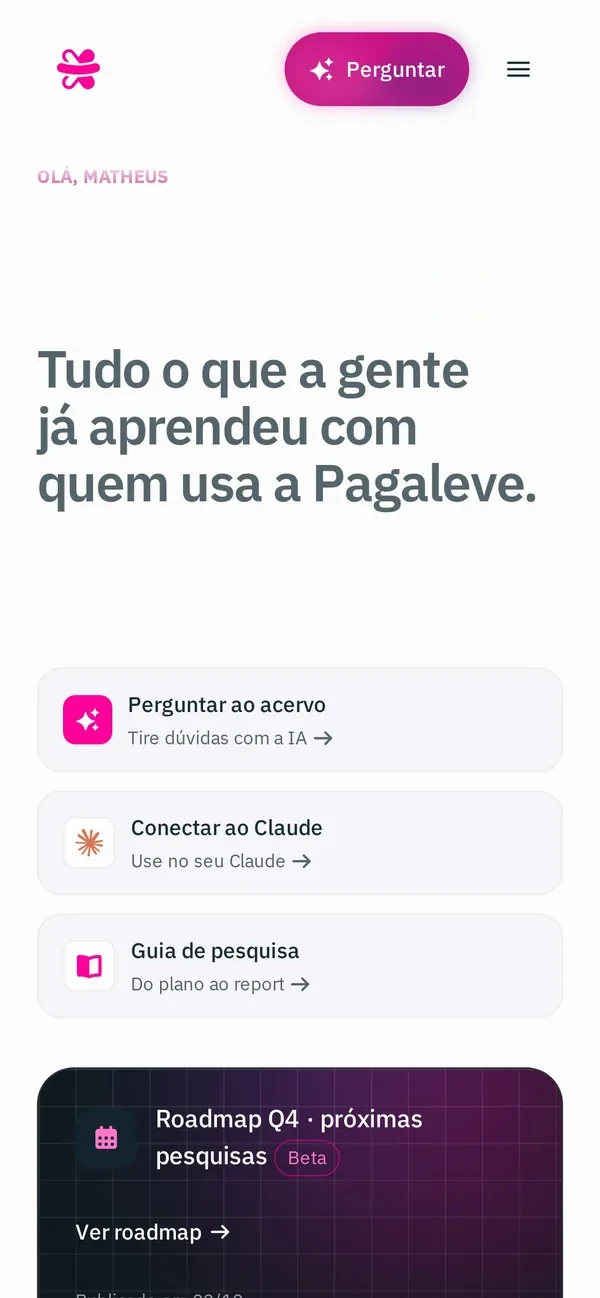 Perguntar
OLÁ, MATHEUS
Tudo o que a gente
já aprendeu com
quem usa a Pagaleve.
Perguntar ao acervo
Tire dúvidas com a IA →
Conectar ao Claude
Use no seu Claude →
Guia de pesquisa
Do plano ao report →
Roadmap Q4 · próximas
pesquisas Beta
Ver roadmap →